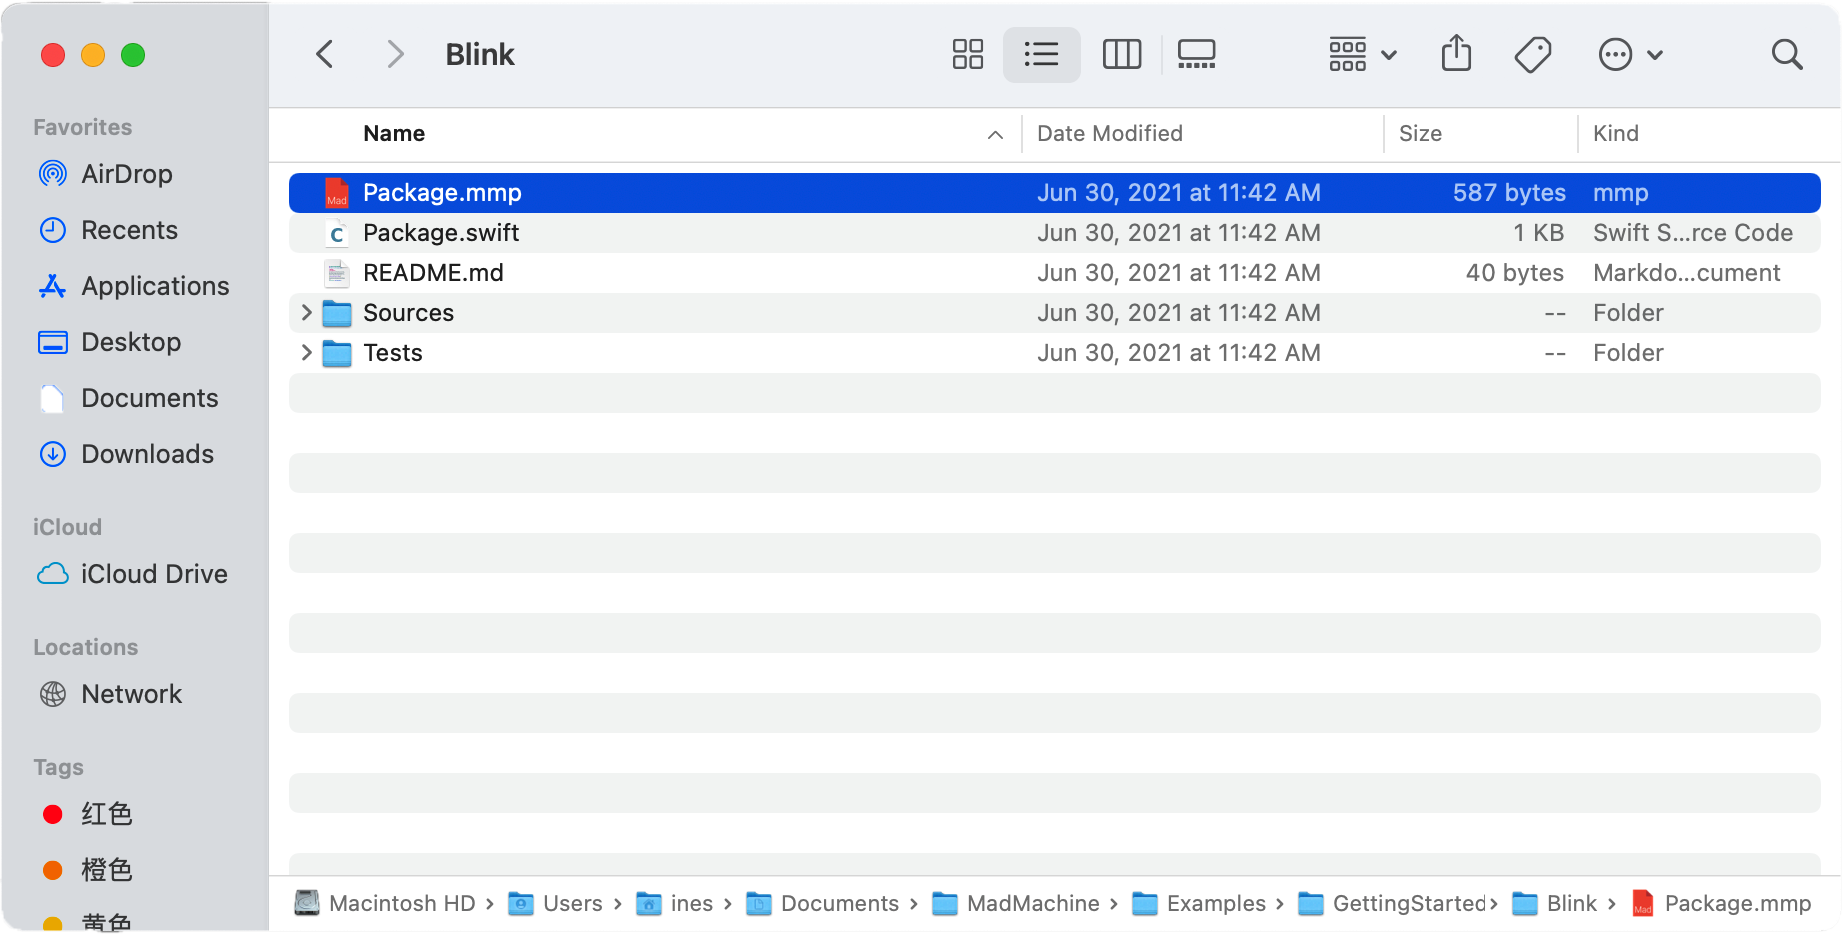 Blink
Favorites
AirDrop
Recents
Applications
Desktop
Documents
Downloads
iCloud
iCloud Drive
Locations
Network
Tags
红色
橙色
黄色
Name Date Modified Size Kind
Mad Package.mmp Jun 30, 2021 at 11:42 AM 587 bytes mmp
C Package.swift Jun 30, 2021 at 11:42 AM 1 KB Swift S...rce Code
README.md Jun 30, 2021 at 11:42 AM 40 bytes Markdo...cument
Sources Jun 30, 2021 at 11:42 AM -- Folder
Tests Jun 30, 2021 at 11:42 AM -- Folder
Macintosh HD › Users › ines › Documents › MadMachine › Examples › GettingStarted › Blink › Mad Package.mmp